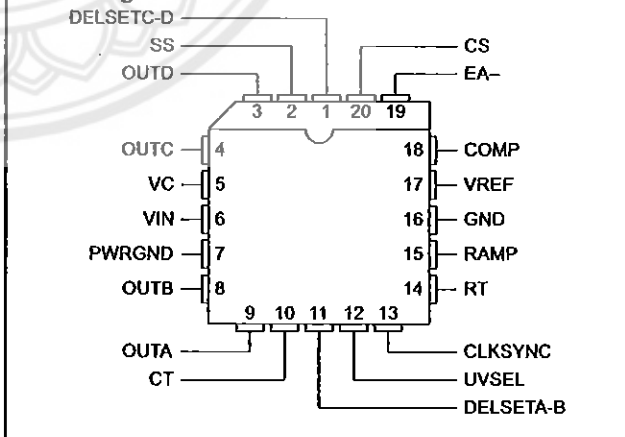 DELSETC-D
SS CS
OUTD EA–
3 2 1 20 19
OUTC 4 18 COMP
VC 5 17 VREF
VIN 6 16 GND
PWRGND 7 15 RAMP
OUTB 8 14 RT
9 10 11 12 13
OUTA CLKSYNC
CT UVSEL
DELSETA-B